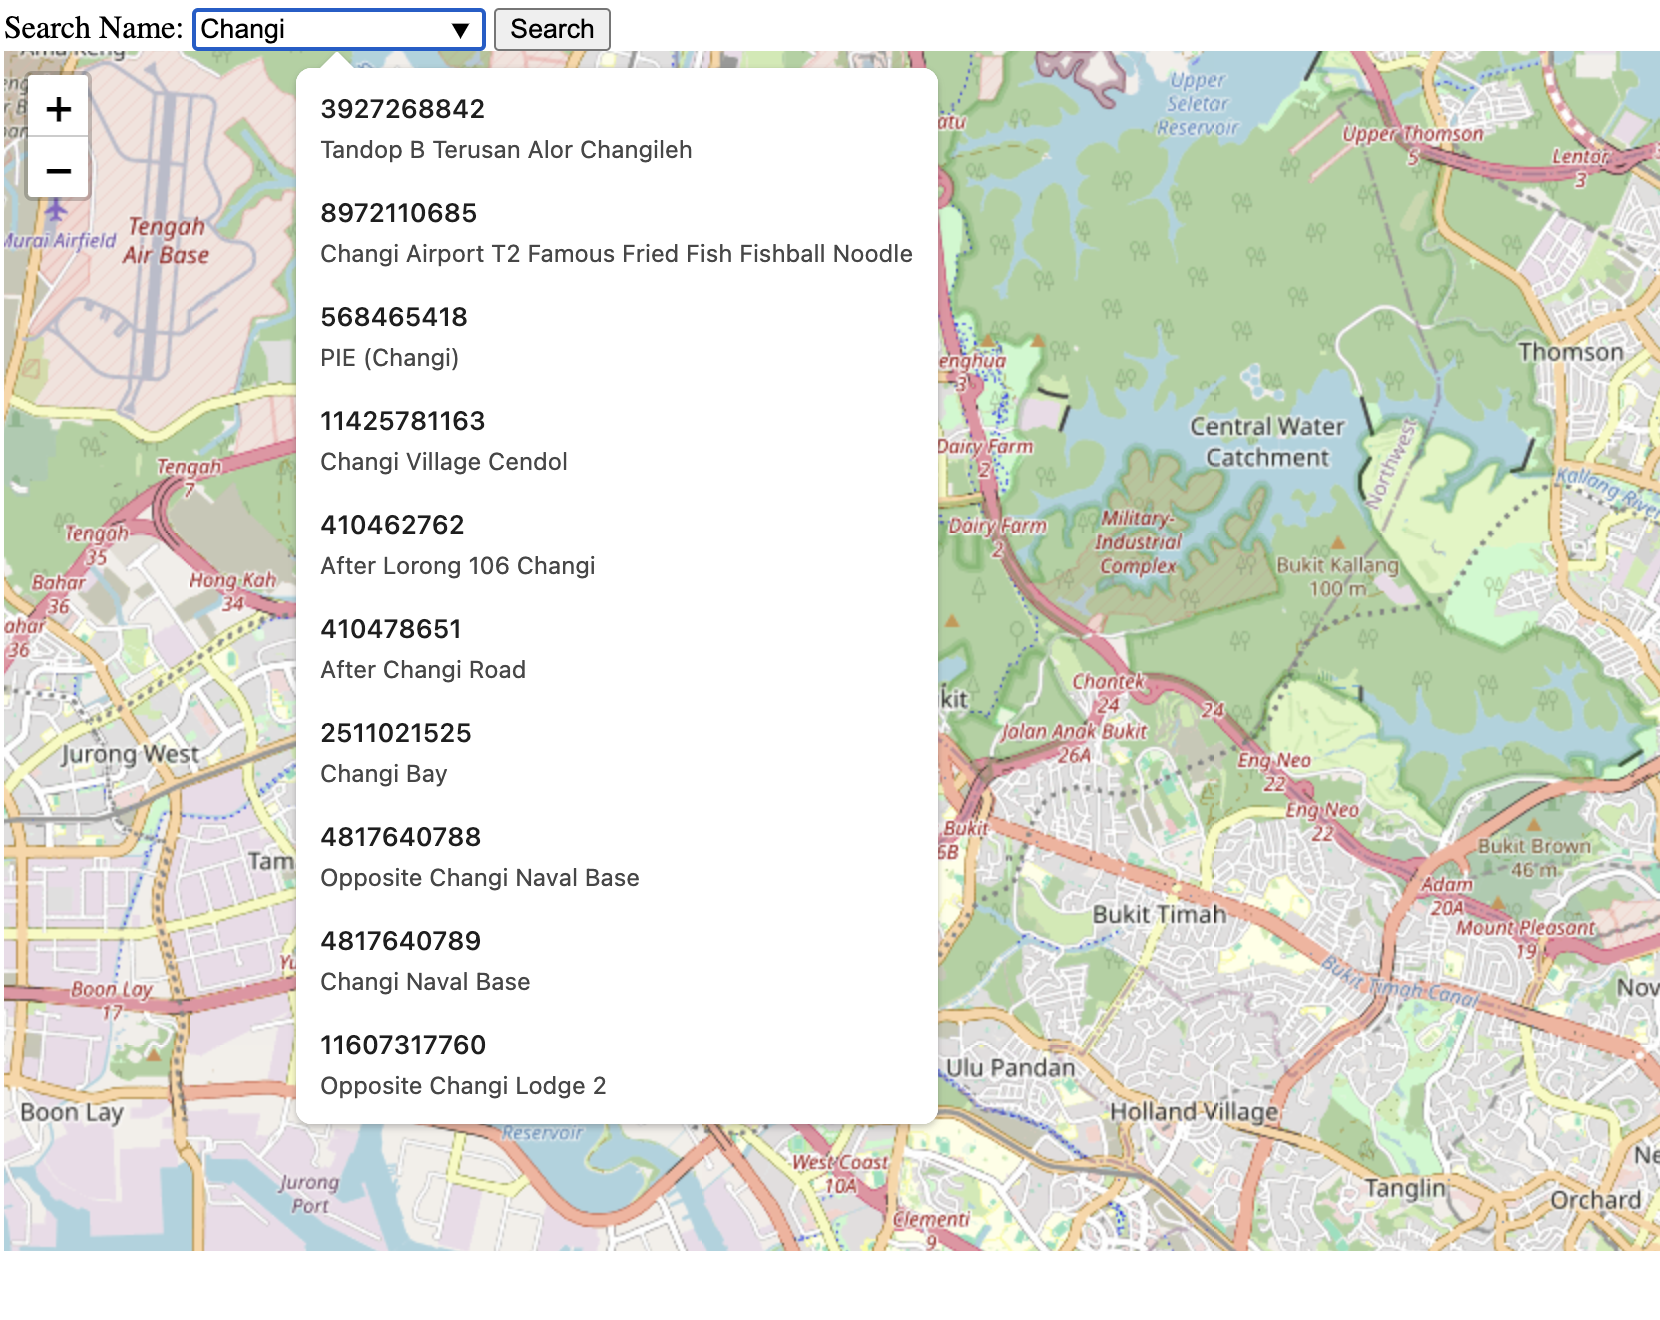 Search Name: Changi ▼ Search
+
−
3927268842
Tandop B Terusan Alor Changileh
8972110685
Changi Airport T2 Famous Fried Fish Fishball Noodle
568465418
PIE (Changi)
11425781163
Changi Village Cendol
410462762
After Lorong 106 Changi
410478651
After Changi Road
2511021525
Changi Bay
4817640788
Opposite Changi Naval Base
4817640789
Changi Naval Base
11607317760
Opposite Changi Lodge 2
Murai Airfield
Tengah
Air Base
Tengah
7
Tengah
35
Bahar
36
Hong Kah
34
36
Jurong West
Boon Lay
17
Boon Lay
Jurong
Port
Reservoir
West Coast
10A
Clementi
9
Upper
Seletar
Reservoir
Upper Thomson
5
Lentor
3
Thomson
Central Water
Catchment
Northwest
Kallang River
3
Dairy Farm
2
Dairy Farm
2
Military-
Industrial
Complex
Bukit Kallang
100 m
Chantek
24
24
Jalan Anak Bukit
26A
Eng Neo
22
Eng Neo
22
Bukit
Bukit Brown
46 m
Adam
20A
Mount Pleasant
19
Bukit Timah
Bukit Timah Canal
Ulu Pandan
Holland Village
Tanglin
Orchard